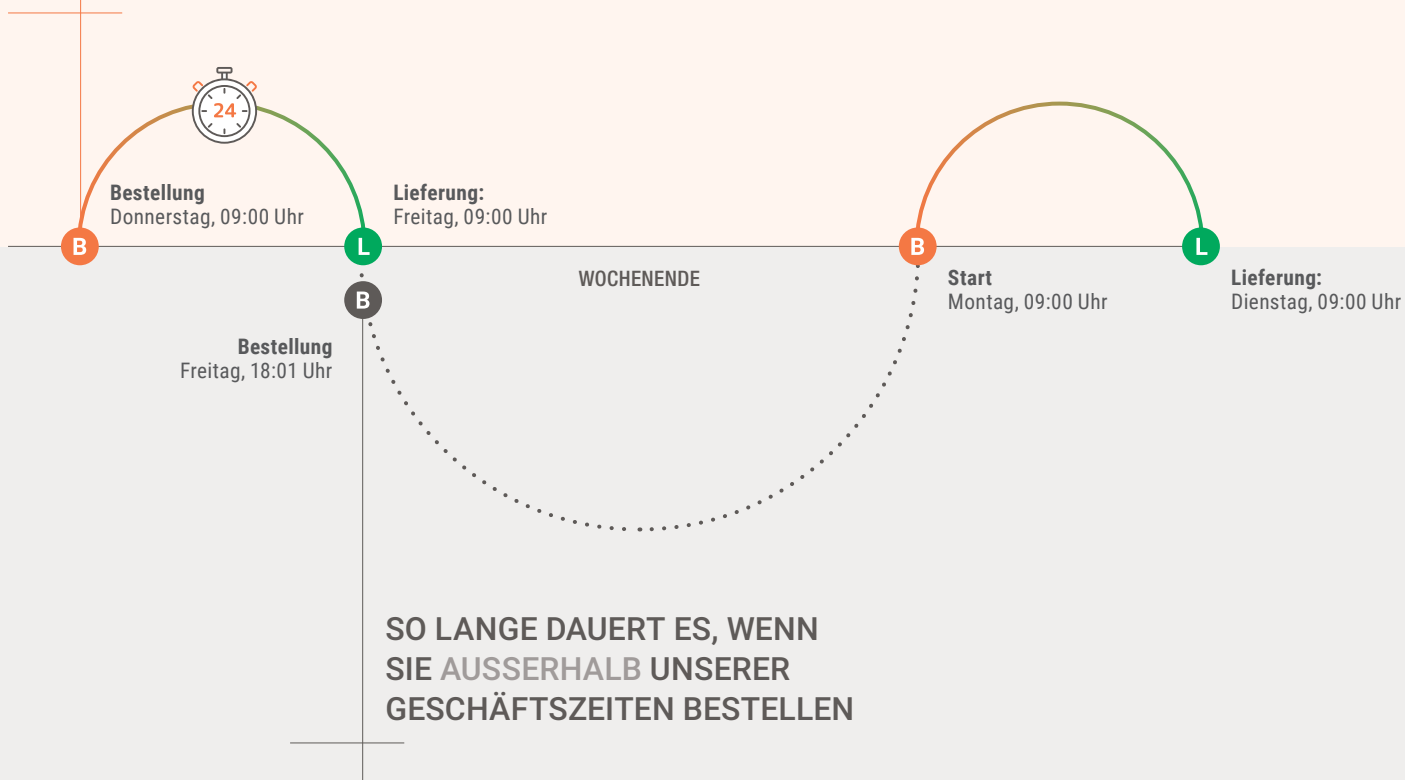 24
Bestellung
Donnerstag, 09:00 Uhr
Lieferung:
Freitag, 09:00 Uhr
B
L
B
L
WOCHENENDE
Start
Montag, 09:00 Uhr
Lieferung:
Dienstag, 09:00 Uhr
B
Bestellung
Freitag, 18:01 Uhr
SO LANGE DAUERT ES, WENN
SIE AUSSERHALB UNSERER
GESCHÄFTSZEITEN BESTELLEN